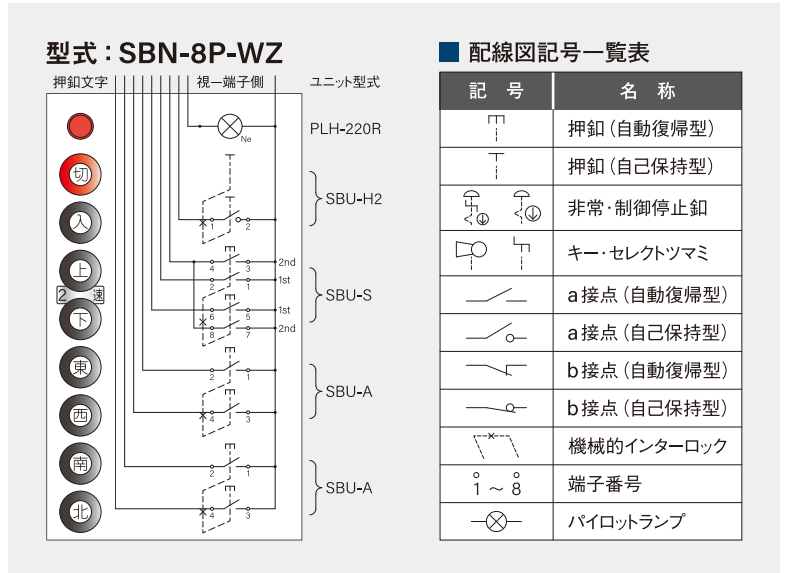 型式：SBN-8P-WZ
押釦文字
視―端子側
ユニット型式
Ne
PLH-220R
切
入
1 2
SBU-H2
上
2 速
下
4 3 2nd
2 1 1st
6 5 1st
8 7 2nd
SBU-S
東
西
2 1
4 3
SBU-A
南
北
2 1
4 3
SBU-A
配線図記号一覧表
記 号 名 称
押釦（自動復帰型）
押釦（自己保持型）
非常・制御停止釦
キー・セレクトツマミ
a接点（自動復帰型）
a接点（自己保持型）
b接点（自動復帰型）
b接点（自己保持型）
機械的インターロック
1 ～ 8 端子番号
パイロットランプ